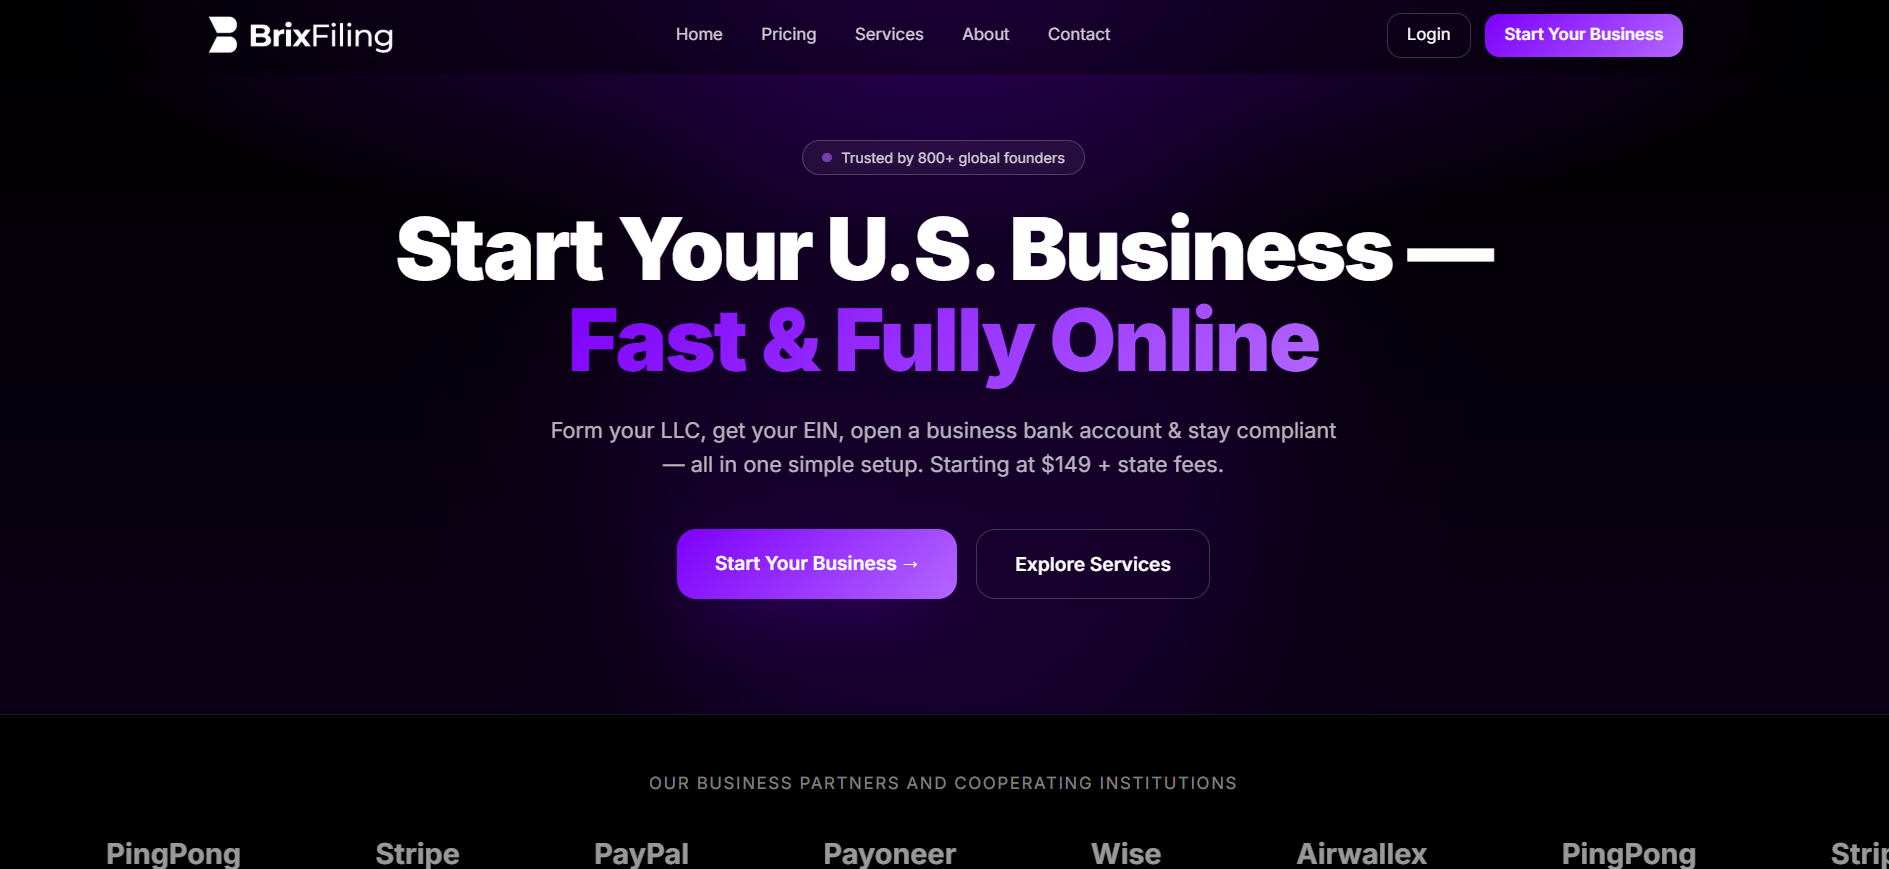 BrixFiling
Home Pricing Services About Contact
Login
Start Your Business
Trusted by 800+ global founders
Start Your U.S. Business —
Fast & Fully Online
Form your LLC, get your EIN, open a business bank account & stay compliant
— all in one simple setup. Starting at $149 + state fees.
Start Your Business →
Explore Services
OUR BUSINESS PARTNERS AND COOPERATING INSTITUTIONS
PingPong Stripe PayPal Payoneer Wise Airwallex PingPong